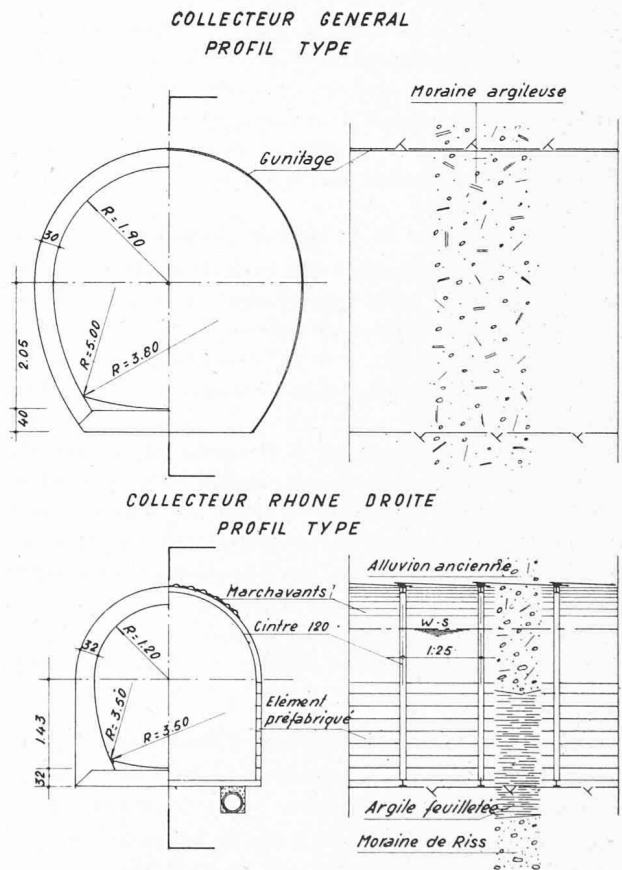 COLLECTEUR GENERAL
PROFIL TYPE
Moraine argileuse
Gunitage
R=1.90
30
R=5.00
R=3.80
2.05
40
COLLECTEUR RHONE DROITE
PROFIL TYPE
Alluvion ancienne
Marchavants
Cintre 120
W.S
1:25
R=1.20
32
R=3.50
R=3.50
1.43
32
Elément
préfabriqué
Argile feuilletée
Moraine de Riss